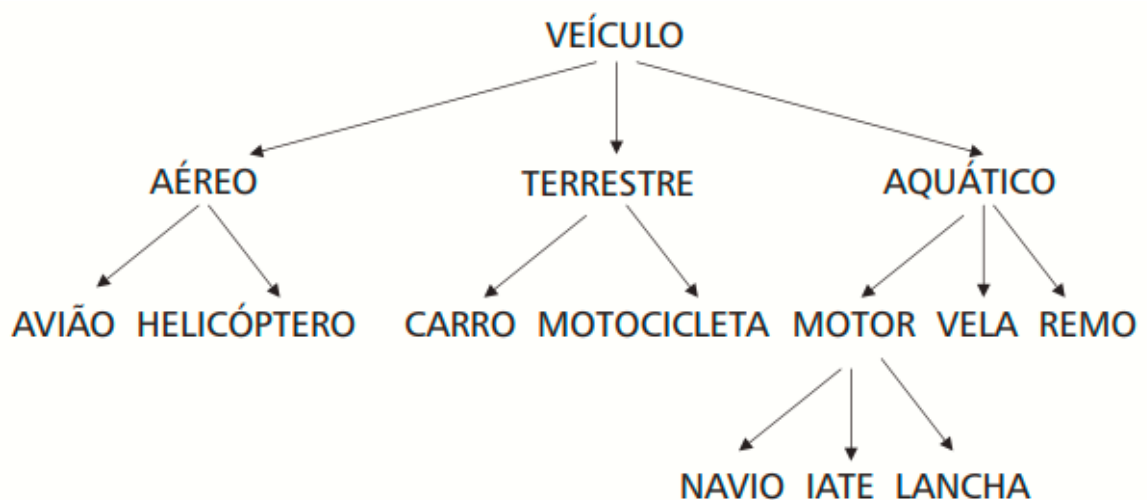 VEÍCULO
AÉREO TERRESTRE AQUÁTICO
AVIÃO HELICÓPTERO CARRO MOTOCICLETA MOTOR VELA REMO
NAVIO IATE LANCHA